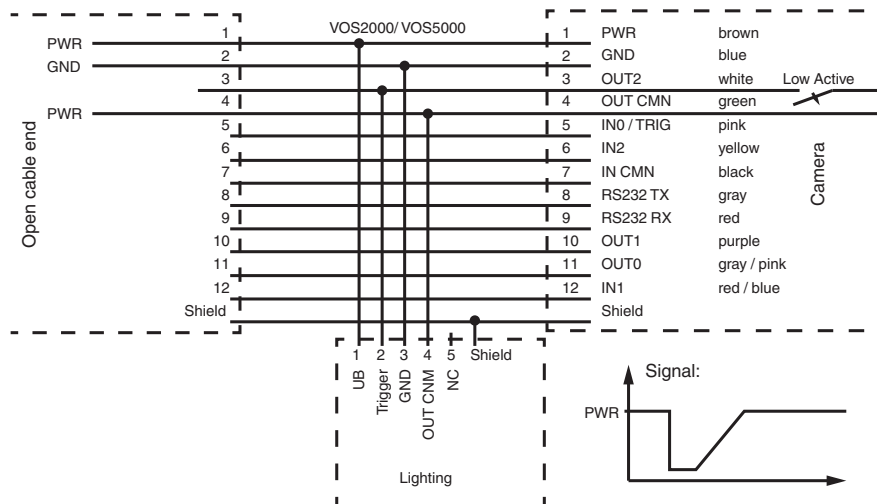 VOS2000/ VOS5000
PWR 1 1 PWR brown
GND 2 2 GND blue
3 3 OUT2 white Low Active
PWR 4 4 OUT CMN green
5 5 IN0 / TRIG pink
6 6 IN2 yellow
7 7 IN CMN black
8 8 RS232 TX gray
9 9 RS232 RX red
10 10 OUT1 purple
11 11 OUT0 gray / pink
12 12 IN1 red / blue
Shield Shield
Open cable end
Camera
1 2 3 4 5 Shield
UB
Trigger
GND
OUT CNM
NC
Lighting
Signal:
PWR